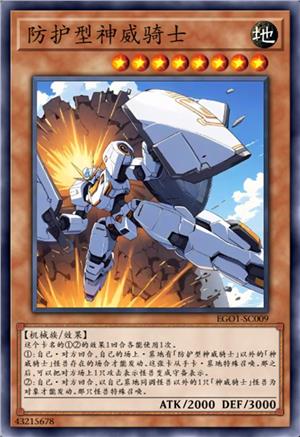 防护型神威骑士
地
EGO1-SC009
【机械族/效果】
这个卡名的①②的效果1回合各能使用1次。
①：自己·对方回合，自己的场上·墓地有「防护型神威骑士」以外的「神
威骑士」怪兽存在的场合才能发动。这张卡从手卡·墓地特殊召唤。那之
后，可以把对方场上1只攻击表示怪兽变成守备表示。
②：自己·对方回合，以自己墓地同调怪兽以外的1只「神威骑士」怪兽为
对象才能发动。那只怪兽特殊召唤。
ATK/2000 DEF/3000
43215678